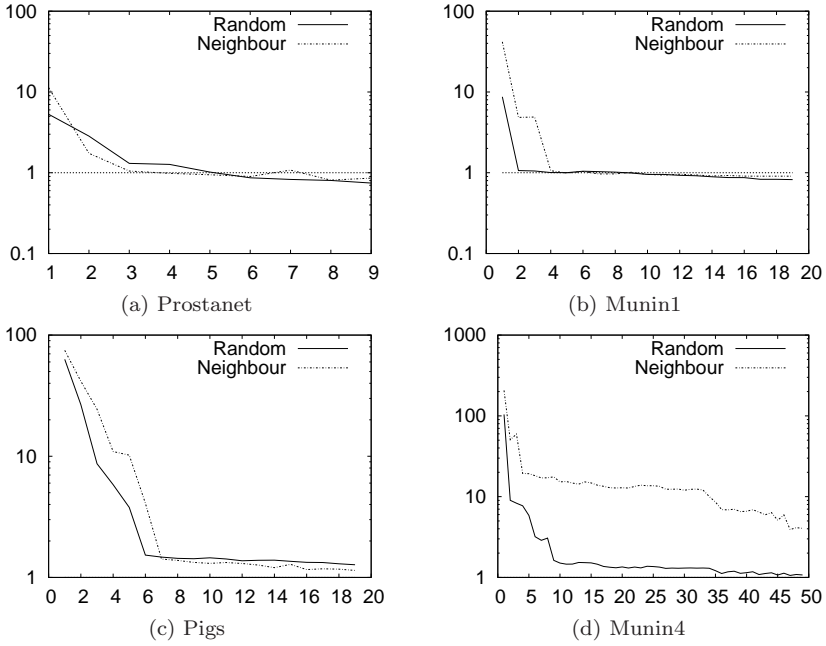 100
10
1
0.1
Random
Neighbour
1 2 3 4 5 6 7 8 9
(a) Prostanet
100
10
1
0.1
Random
Neighbour
0 2 4 6 8 10 12 14 16 18 20
(b) Munin1
100
10
1
Random
Neighbour
0 2 4 6 8 10 12 14 16 18 20
(c) Pigs
1000
100
10
1
Random
Neighbour
0 5 10 15 20 25 30 35 40 45 50
(d) Munin4